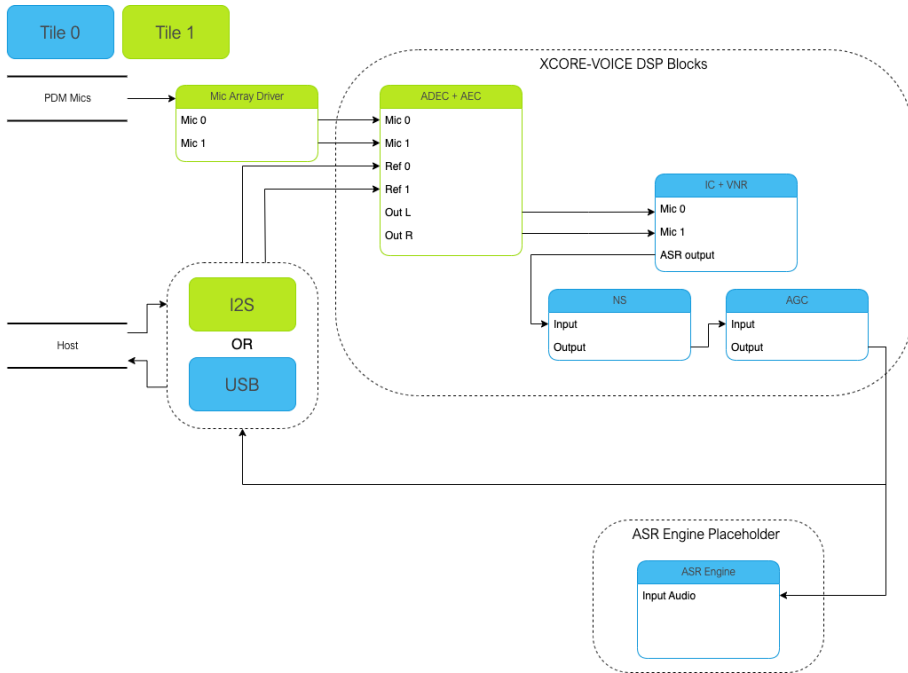 Tile 0
Tile 1
XCORE-VOICE DSP Blocks
PDM Mics
Mic Array Driver
Mic 0
Mic 1
ADEC + AEC
Mic 0
Mic 1
Ref 0
Ref 1
Out L
Out R
IC + VNR
Mic 0
Mic 1
ASR output
NS
Input
Output
AGC
Input
Output
I2S
OR
USB
Host
ASR Engine Placeholder
ASR Engine
Input Audio